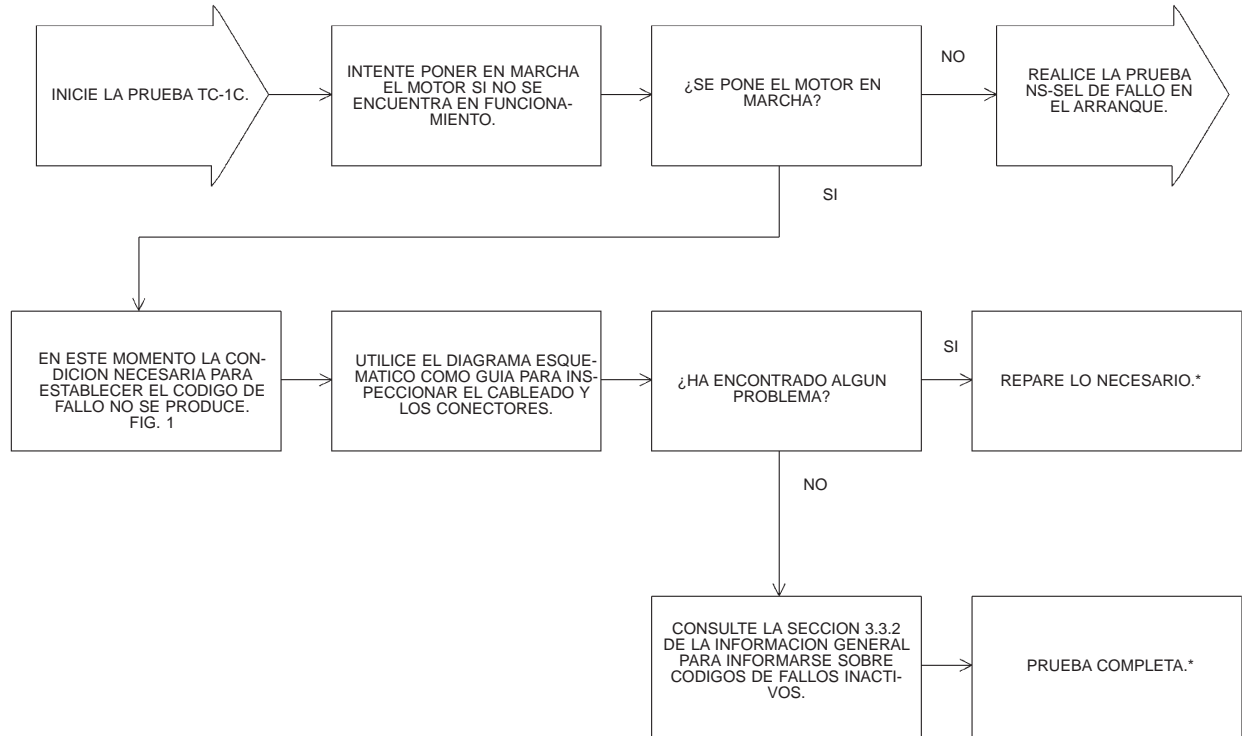 INICIE LA PRUEBA TC-1C.
INTENTE PONER EN MARCHA
EL MOTOR SI NO SE
ENCUENTRA EN FUNCIONA-
MIENTO.
¿SE PONE EL MOTOR EN
MARCHA?
NO
REALICE LA PRUEBA
NS-SEL DE FALLO EN
EL ARRANQUE.
SI
EN ESTE MOMENTO LA CON-
DICION NECESARIA PARA
ESTABLECER EL CODIGO DE
FALLO NO SE PRODUCE.
FIG. 1
UTILICE EL DIAGRAMA ESQUE-
MATICO COMO GUIA PARA INS-
PECCIONAR EL CABLEADO Y
LOS CONECTORES.
¿HA ENCONTRADO ALGUN
PROBLEMA?
SI
REPARE LO NECESARIO.*
NO
CONSULTE LA SECCION 3.3.2
DE LA INFORMACION GENERAL
PARA INFORMARSE SOBRE
CODIGOS DE FALLOS INACTI-
VOS.
PRUEBA COMPLETA.*